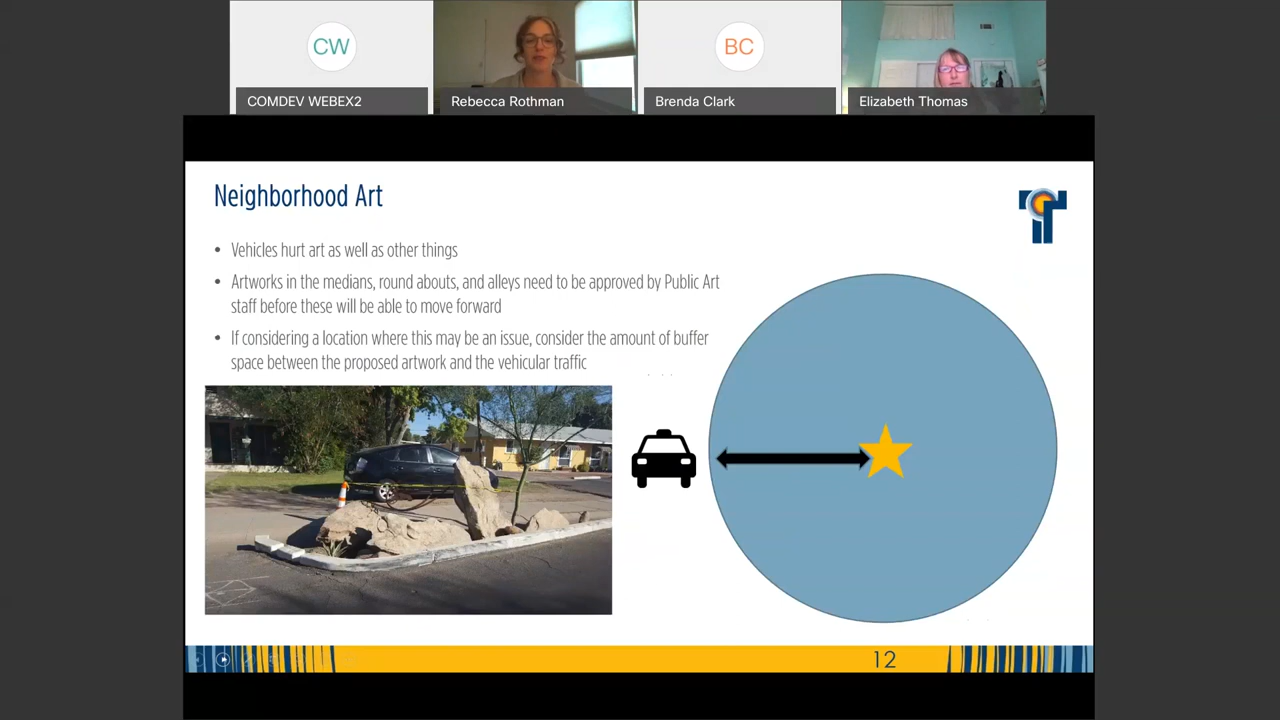 CW
BC
COMDEV WEBEX2
Rebecca Rothman
Brenda Clark
Elizabeth Thomas
Neighborhood Art
• Vehicles hurt art as well as other things
• Artworks in the medians, round abouts, and alleys need to be approved by Public Art
staff before these will be able to move forward
• If considering a location where this may be an issue, consider the amount of buffer
space between the proposed artwork and the vehicular traffic
12